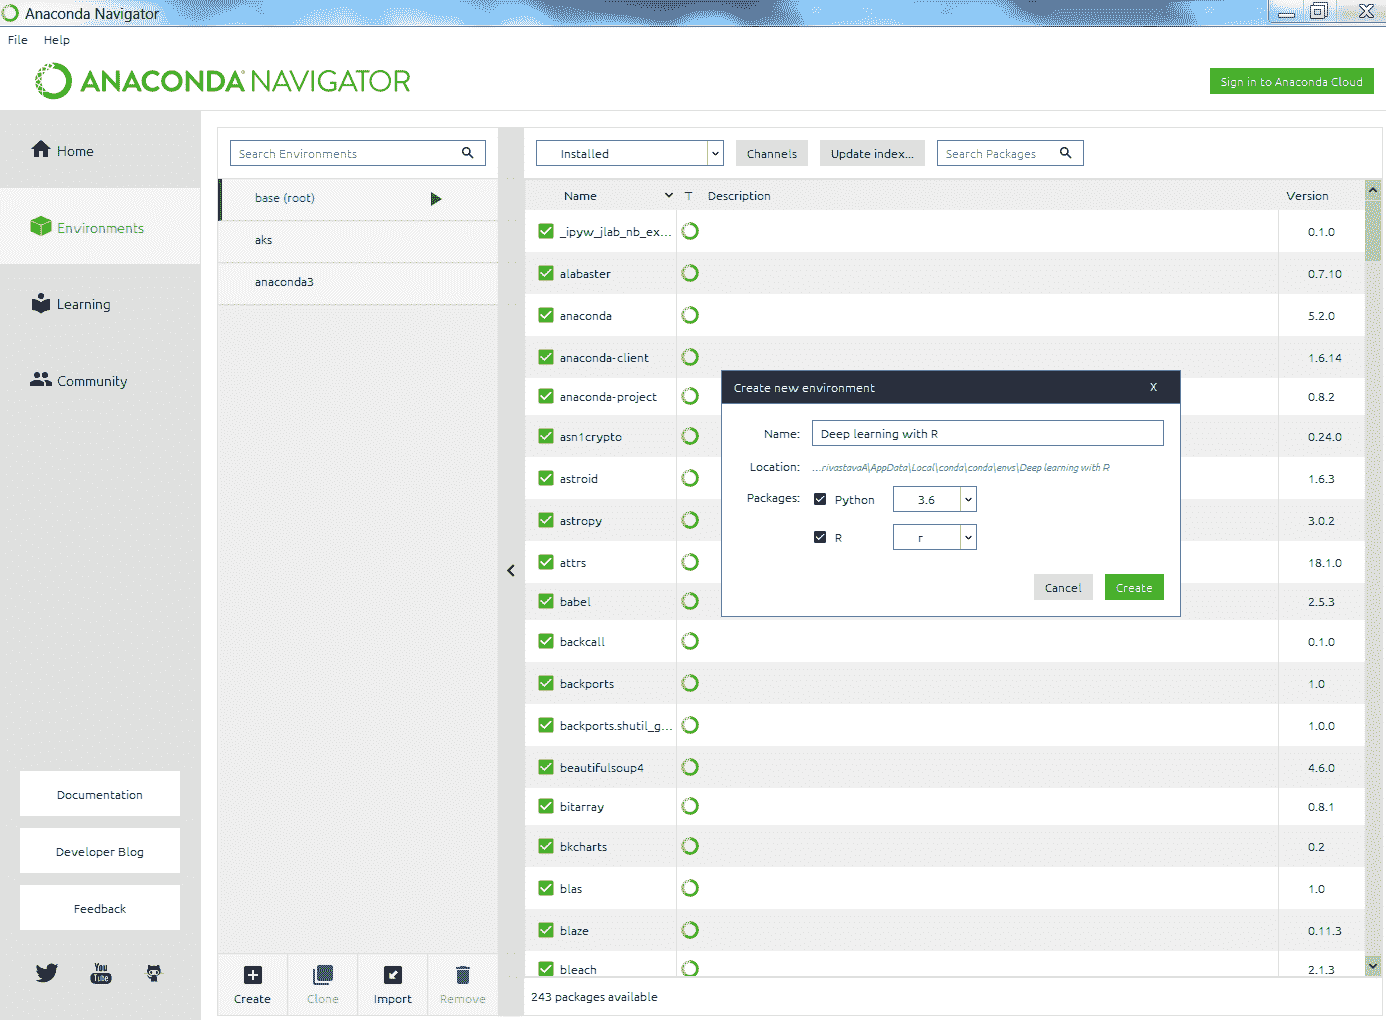 Anaconda Navigator
File Help
ANACONDA NAVIGATOR
Sign in to Anaconda Cloud
Home
Environments
Learning
Community
Documentation
Developer Blog
Feedback
You Tube
Search Environments
base (root)
aks
anaconda3
Create Clone Import Remove
Installed Channels Update index... Search Packages
Name T Description Version
_ipyw_jlab_nb_ex... 0.1.0
alabaster 0.7.10
anaconda 5.2.0
anaconda-client 1.6.14
anaconda-project 0.8.2
asn1crypto 0.24.0
astroid 1.6.3
astropy 3.0.2
attrs 18.1.0
babel 2.5.3
backcall 0.1.0
backports 1.0
backports.shutil_g... 1.0.0
beautifulsoup4 4.6.0
bitarray 0.8.1
bkcharts 0.2
blas 1.0
blaze 0.11.3
bleach 2.1.3
243 packages available
Create new environment X
Name: Deep learning with R
Location: ...rivastavaA\AppData\Local\conda\conda\envs\Deep learning with R
Packages: Python 3.6
R r
Cancel Create